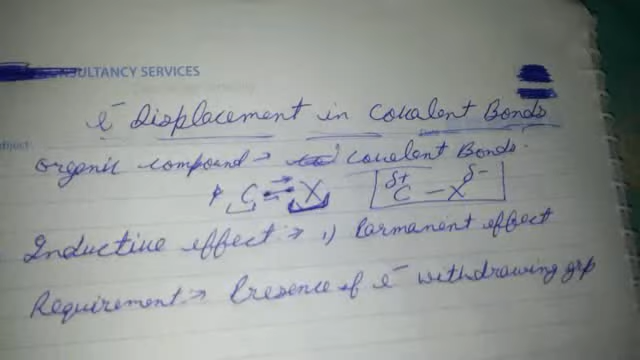 ONSULTANCY SERVICES
e⁻ Displacement in Covalent Bonds
organic compound → covalent Bonds.
C ⇌ X
δ+ δ-
C — X
Inductive effect :→ 1) Parmanent effect
Requirement :→ Presence of e⁻ withdrawing grp